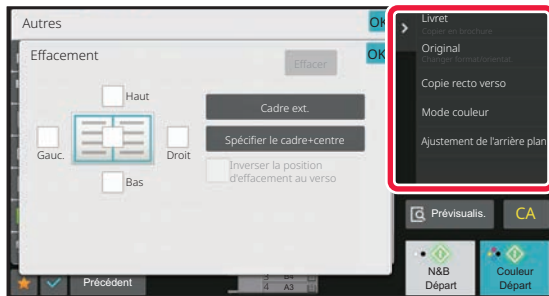 Autres
OK
Effacement
Effacer
OK
Haut
Gauc.
Droit
Bas
Cadre ext.
Spécifier le cadre+centre
Inverser la position
d'effacement au verso
Livret
Copier en brochure
Original
Changer format/orientat.
Copie recto verso
Mode couleur
Ajustement de l'arrière plan
Prévisualis.
CA
N&B
Départ
Couleur
Départ
Précédent
4 A3